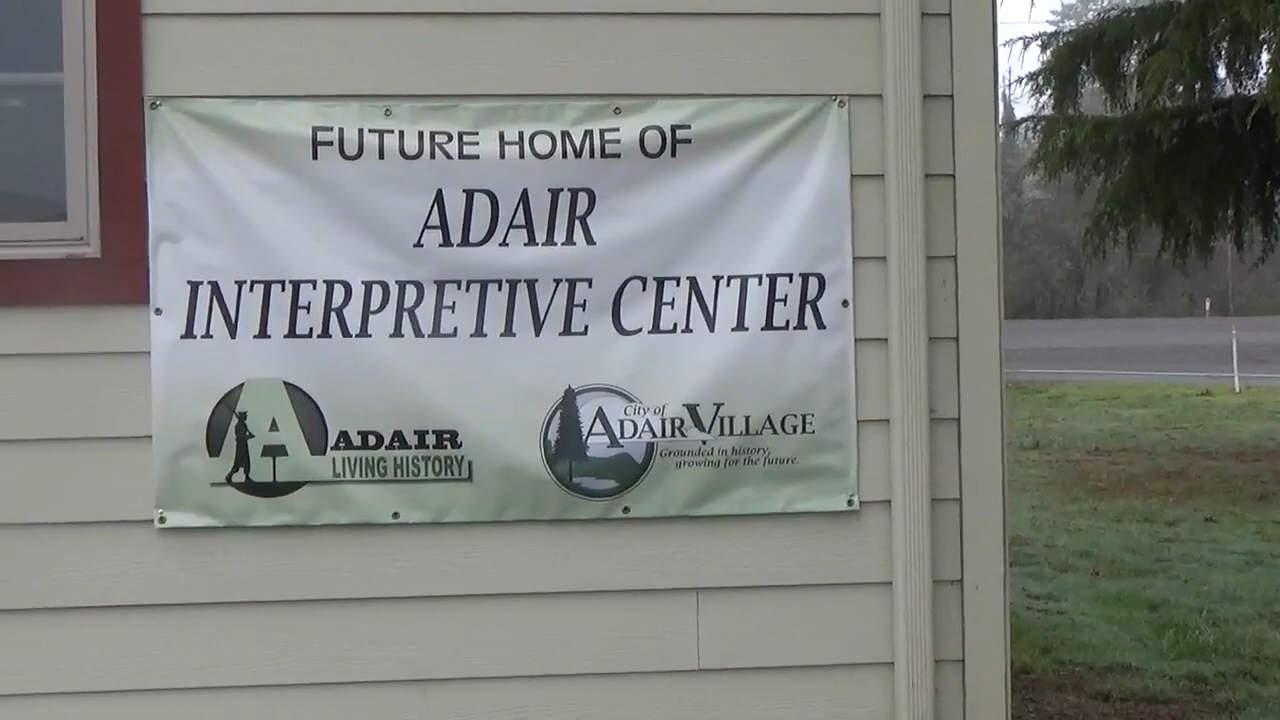 FUTURE HOME OF
ADAIR
INTERPRETIVE CENTER
A ADAIR
LIVING HISTORY
City of
ADAIR VILLAGE
Grounded in history,
growing for the future.